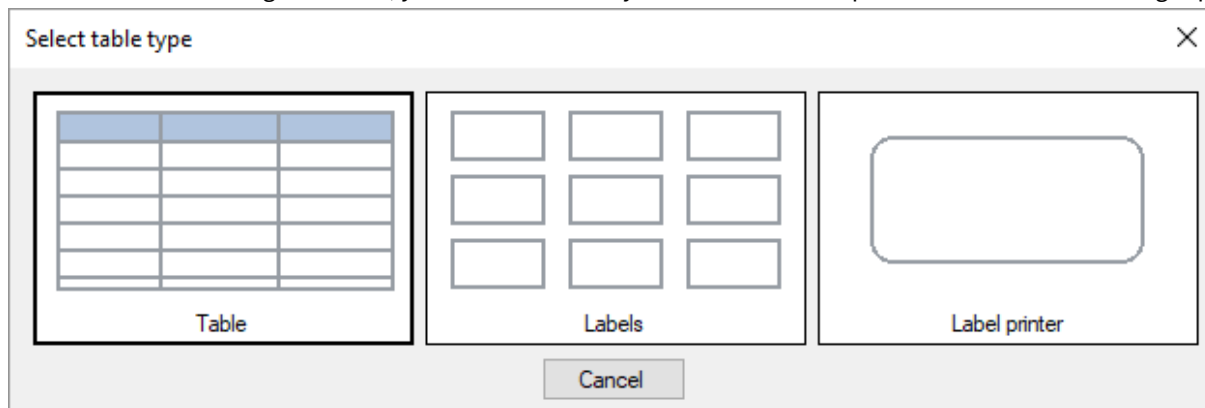 Select table type
Table
Labels
Label printer
Cancel